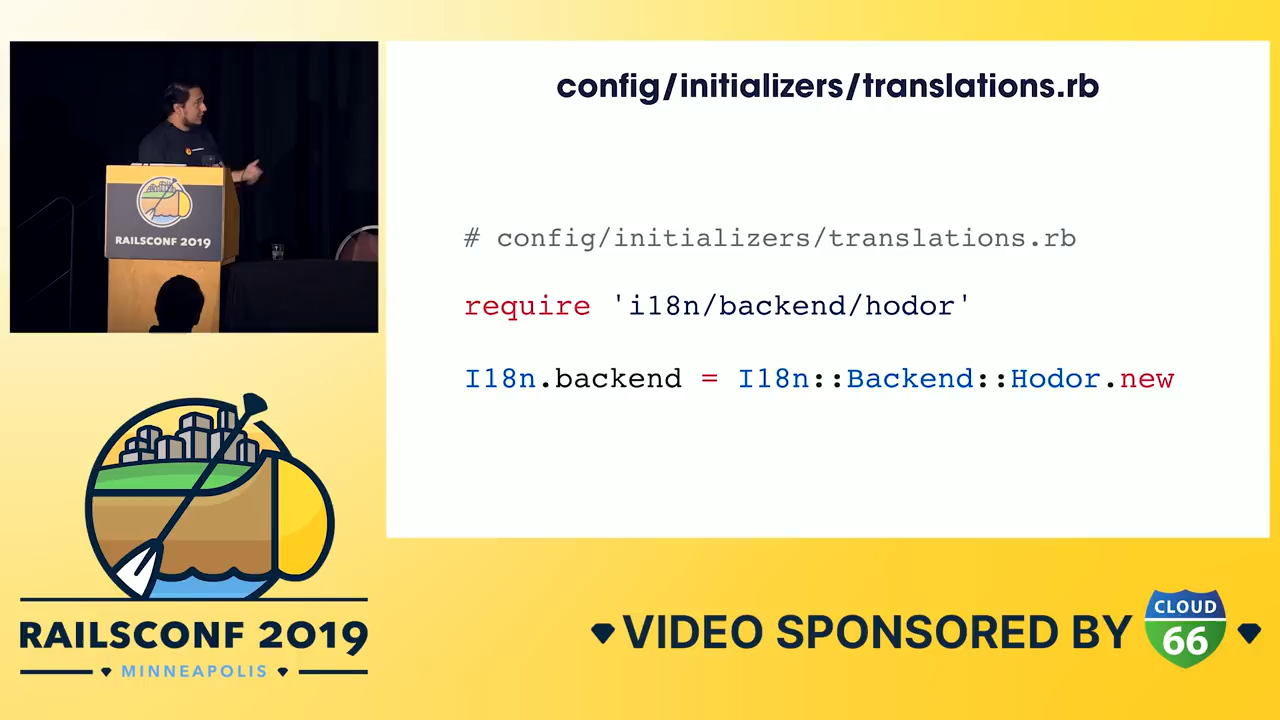 config/initializers/translations.rb
# config/initializers/translations.rb
require 'i18n/backend/hodor'
I18n.backend = I18n::Backend::Hodor.new
RAILSCONF 2019
RAILSCONF 2019
MINNEAPOLIS
VIDEO SPONSORED BY
CLOUD
66